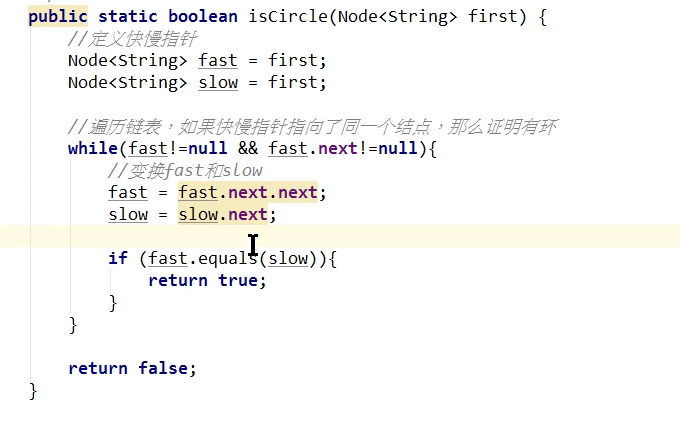 public static boolean isCircle(Node<String> first) {
//定义快慢指针
Node<String> fast = first;
Node<String> slow = first;
//遍历链表，如果快慢指针指向了同一个结点，那么证明有环
while(fast!=null && fast.next!=null){
//变换fast和slow
fast = fast.next.next;
slow = slow.next;
if (fast.equals(slow)){
return true;
}
}
return false;
}